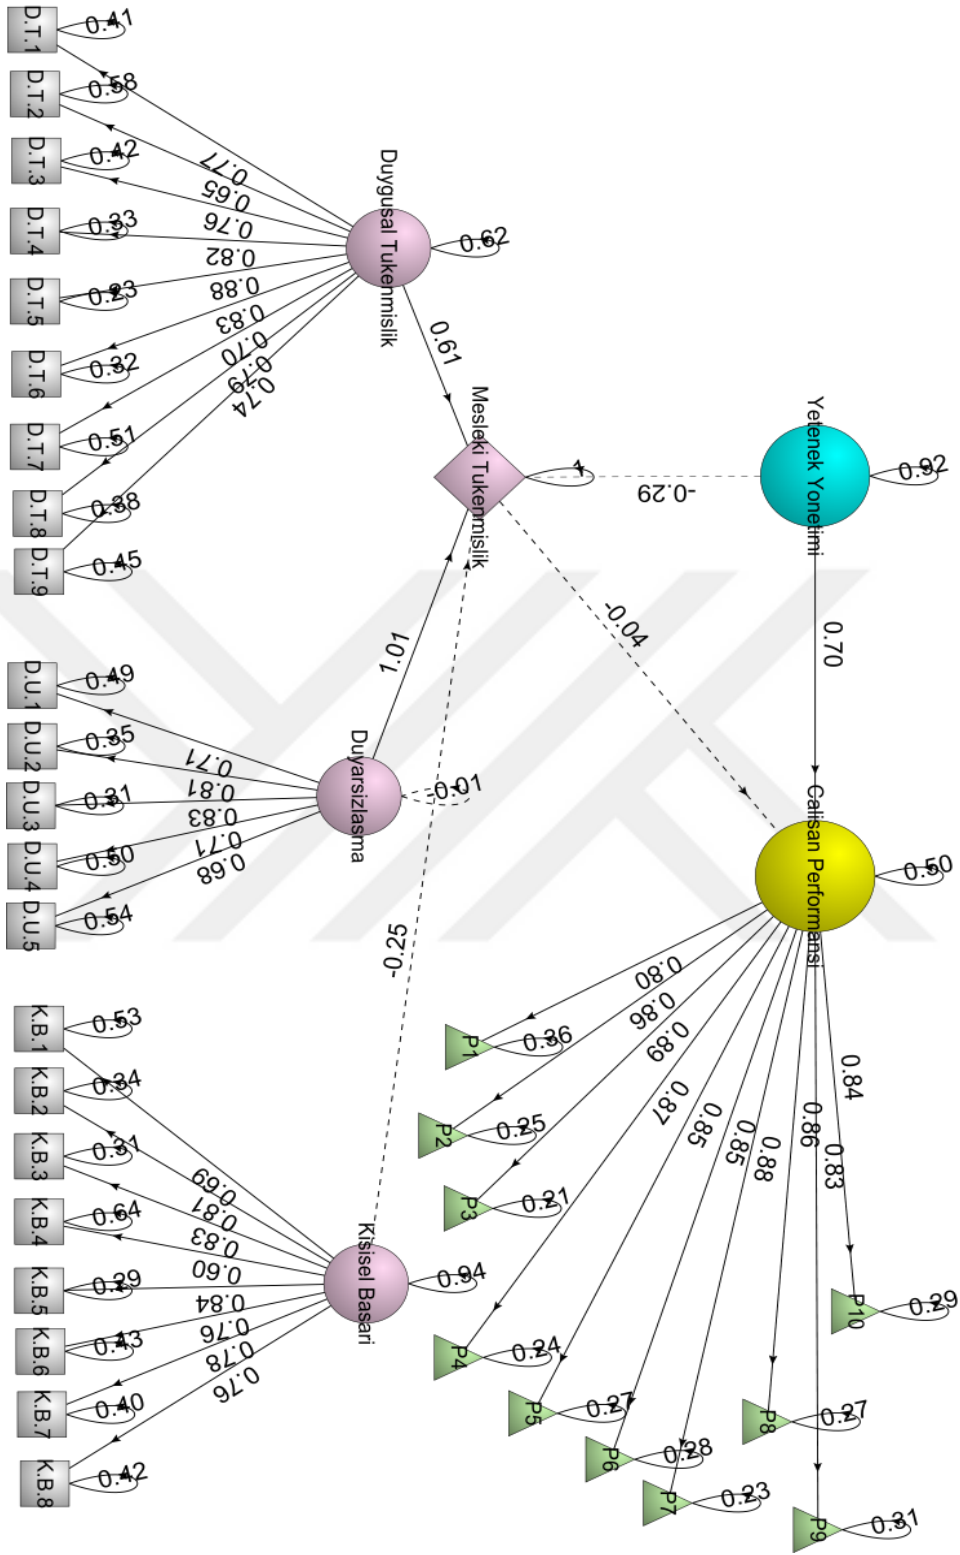 0.92
Yetenek Yonetimi
0.70
0.50
Calisan Performansi
-0.29
1
Mesleki Tukenmislik
-0.04
0.62
Duygusal Tukenmislik
0.61
-0.01
Duyarsizlasma
1.01
0.94
Kisisel Basari
-0.25
0.80
0.86
0.89
0.87
0.85
0.85
0.88
0.86
0.83
0.84
P1
0.36
P2
0.25
P3
0.21
P4
0.24
P5
0.27
P6
0.28
P7
0.23
P8
0.27
P9
0.31
P10
0.29
0.77
0.65
0.76
0.82
0.88
0.83
0.70
0.79
0.74
0.71
0.81
0.83
0.71
0.68
0.69
0.81
0.83
0.60
0.84
0.76
0.78
0.76
0.41
D.T.1
0.58
D.T.2
0.42
D.T.3
0.33
D.T.4
0.23
D.T.5
0.32
D.T.6
0.51
D.T.7
0.38
D.T.8
0.45
D.T.9
0.49
D.U.1
0.35
D.U.2
0.31
D.U.3
0.50
D.U.4
0.54
D.U.5
0.53
K.B.1
0.34
K.B.2
0.31
K.B.3
0.64
K.B.4
0.29
K.B.5
0.43
K.B.6
0.40
K.B.7
0.42
K.B.8